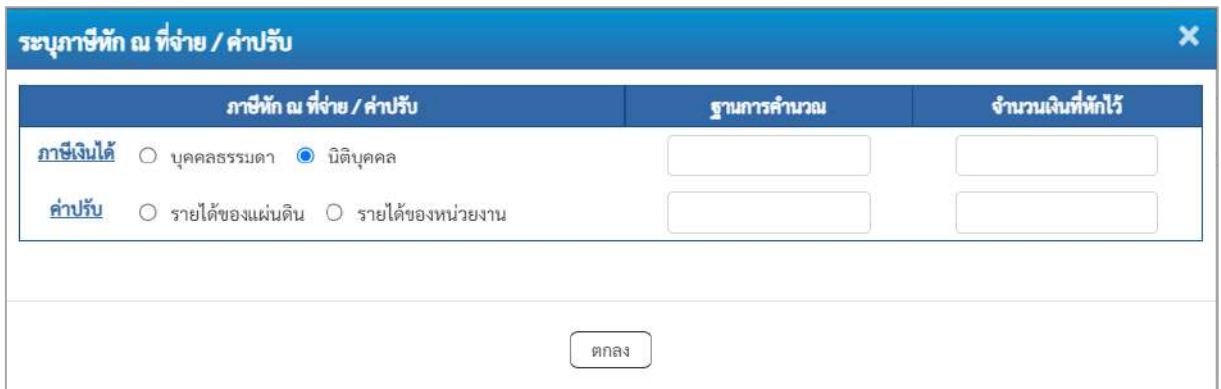 ระบุภาษีหัก ณ ที่จ่าย / ค่าปรับ
ภาษีหัก ณ ที่จ่าย / ค่าปรับ ฐานการคำนวณ จำนวนเงินที่หักไว้
ภาษีเงินได้ บุคคลธรรมดา นิติบุคคล
ค่าปรับ รายได้ของแผ่นดิน รายได้ของหน่วยงาน
ตกลง